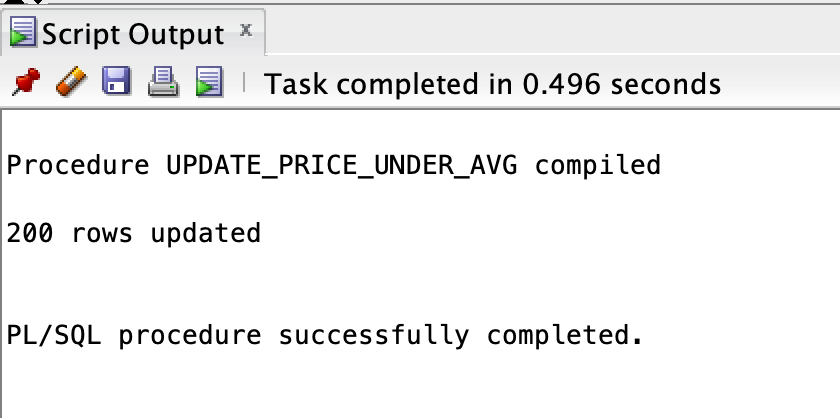 Script Output x
Task completed in 0.496 seconds
Procedure UPDATE_PRICE_UNDER_AVG compiled
200 rows updated
PL/SQL procedure successfully completed.